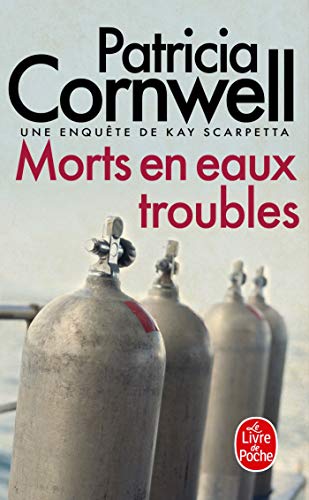 Patricia
Cornwell
UNE ENQUÊTE DE KAY SCARPETTA
Morts en eaux
troubles
Le
Livre
de
Poche